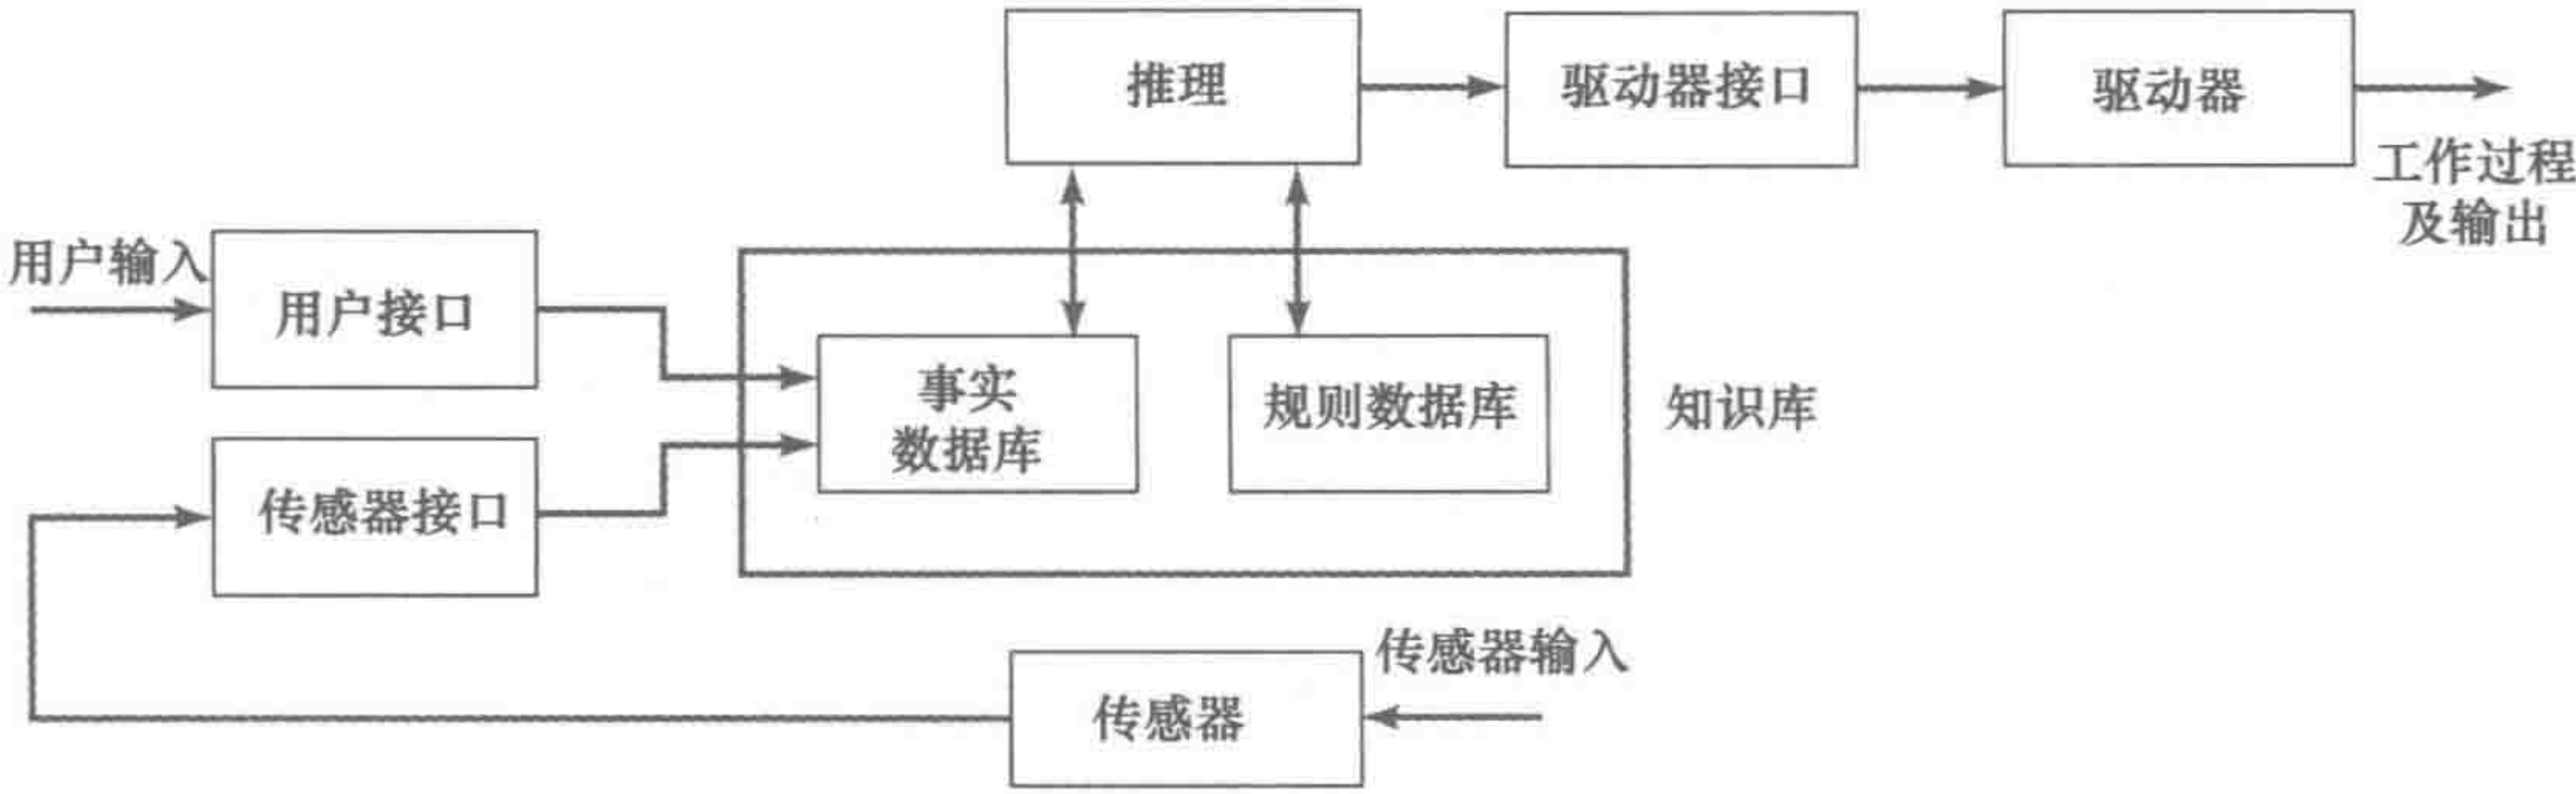 推理
驱动器接口
驱动器
工作过程
及输出
用户输入
用户接口
事实
数据库
规则数据库
知识库
传感器接口
传感器输入
传感器